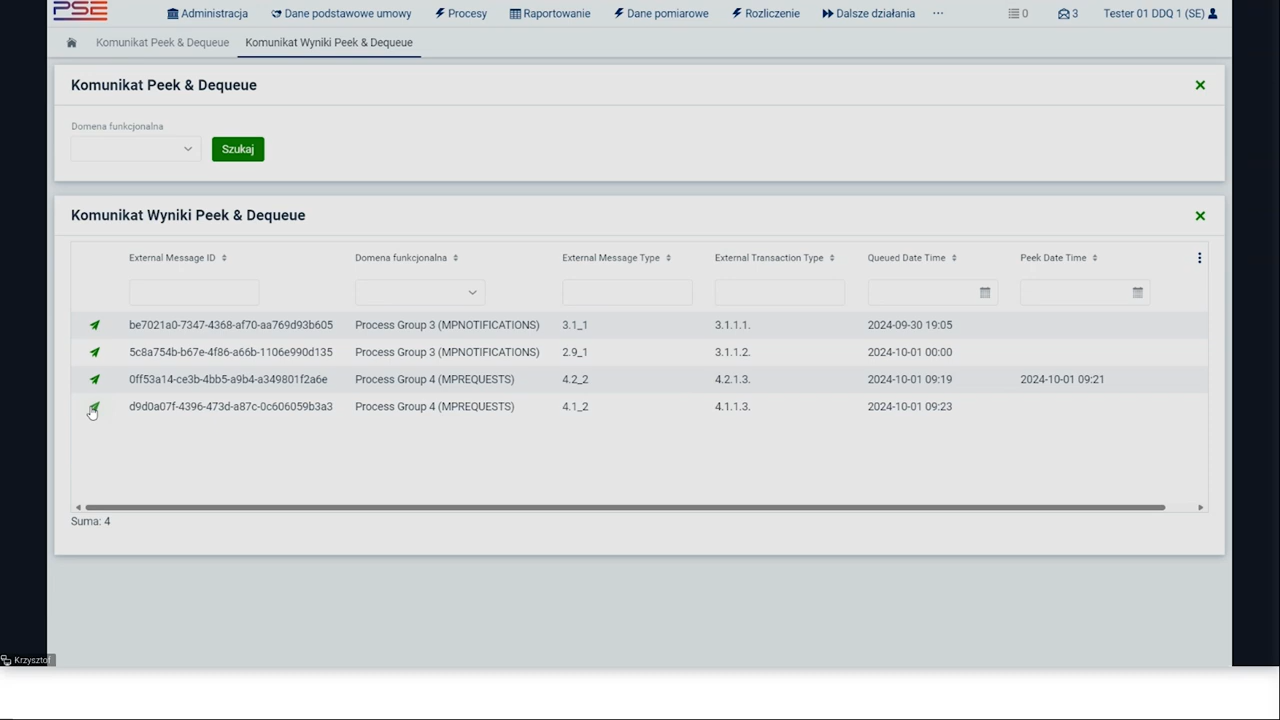 PSE
Administracja Dane podstawowe umowy Procesy Raportowanie Dane pomiarowe Rozliczenie Dalsze działania ... 0 3 Tester 01 DDQ 1 (SE)
Komunikat Peek & Dequeue Komunikat Wyniki Peek & Dequeue
Komunikat Peek & Dequeue
Domena funkcjonalna
Szukaj
Komunikat Wyniki Peek & Dequeue
External Message ID Domena funkcjonalna External Message Type External Transaction Type Queued Date Time Peek Date Time
be7021a0-7347-4368-af70-aa769d93b605 Process Group 3 (MPNOTIFICATIONS) 3.1_1 3.1.1.1. 2024-09-30 19:05
5c8a754b-b67e-4f86-a66b-1106e990d135 Process Group 3 (MPNOTIFICATIONS) 2.9_1 3.1.1.2. 2024-10-01 00:00
0ff53a14-ce3b-4bb5-a9b4-a349801f2a6e Process Group 4 (MPREQUESTS) 4.2_2 4.2.1.3. 2024-10-01 09:19 2024-10-01 09:21
d9d0a07f-4396-473d-a87c-0c606059b3a3 Process Group 4 (MPREQUESTS) 4.1_2 4.1.1.3. 2024-10-01 09:23
Suma: 4
Krzysztof